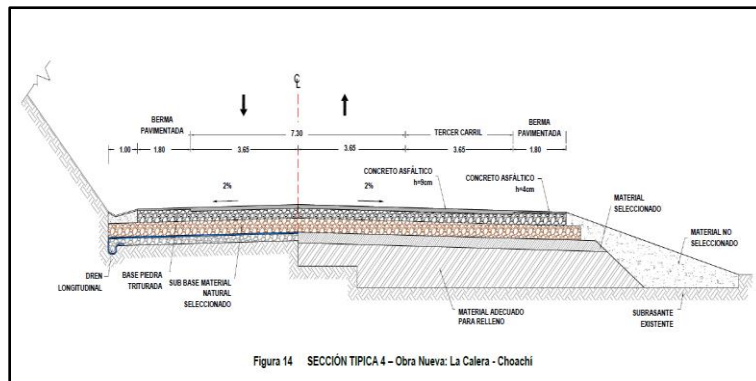 ℄
BERMA
PAVIMENTADA
7.30
TERCER CARRIL
BERMA
PAVIMENTADA
1.00
1.80
3.65
3.65
3.65
1.80
CONCRETO ASFÁLTICO
h=9cm
CONCRETO ASFÁLTICO
h=4cm
2%
2%
MATERIAL
SELECCIONADO
MATERIAL NO
SELECCIONADO
DREN
LONGITUDINAL
BASE PIEDRA
TRITURADA
SUB BASE MATERIAL
NATURAL
SELECCIONADO
MATERIAL ADECUADO
PARA RELLENO
SUBRASANTE
EXISTENTE
Figura 14 SECCIÓN TIPICA 4 – Obra Nueva: La Calera - Choachí